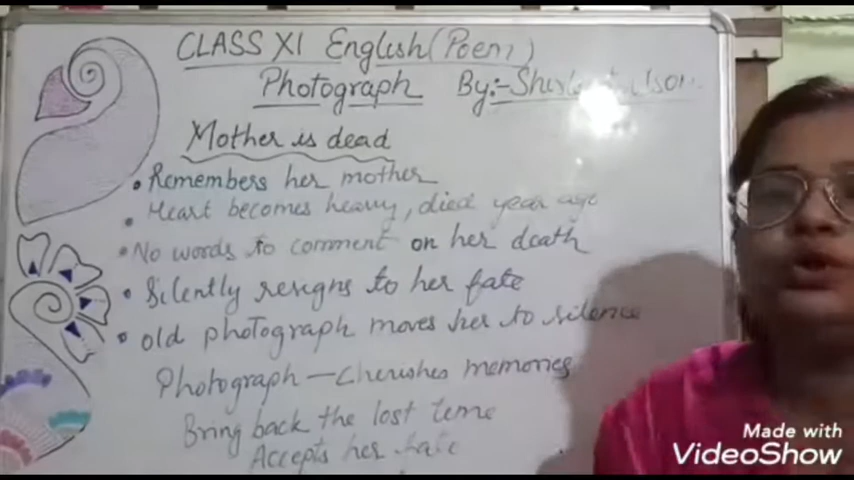 CLASS XI English (Poem)
Photograph By:-
Mother is dead
• Remembers her mother
• Heart becomes heavy, died year ago
• No words to comment on her death
• Silently resigns to her fate
• old photograph moves her to silence
Photograph — Cherishes memories
Bring back the lost time
Accepts her fate
Made with
VideoShow